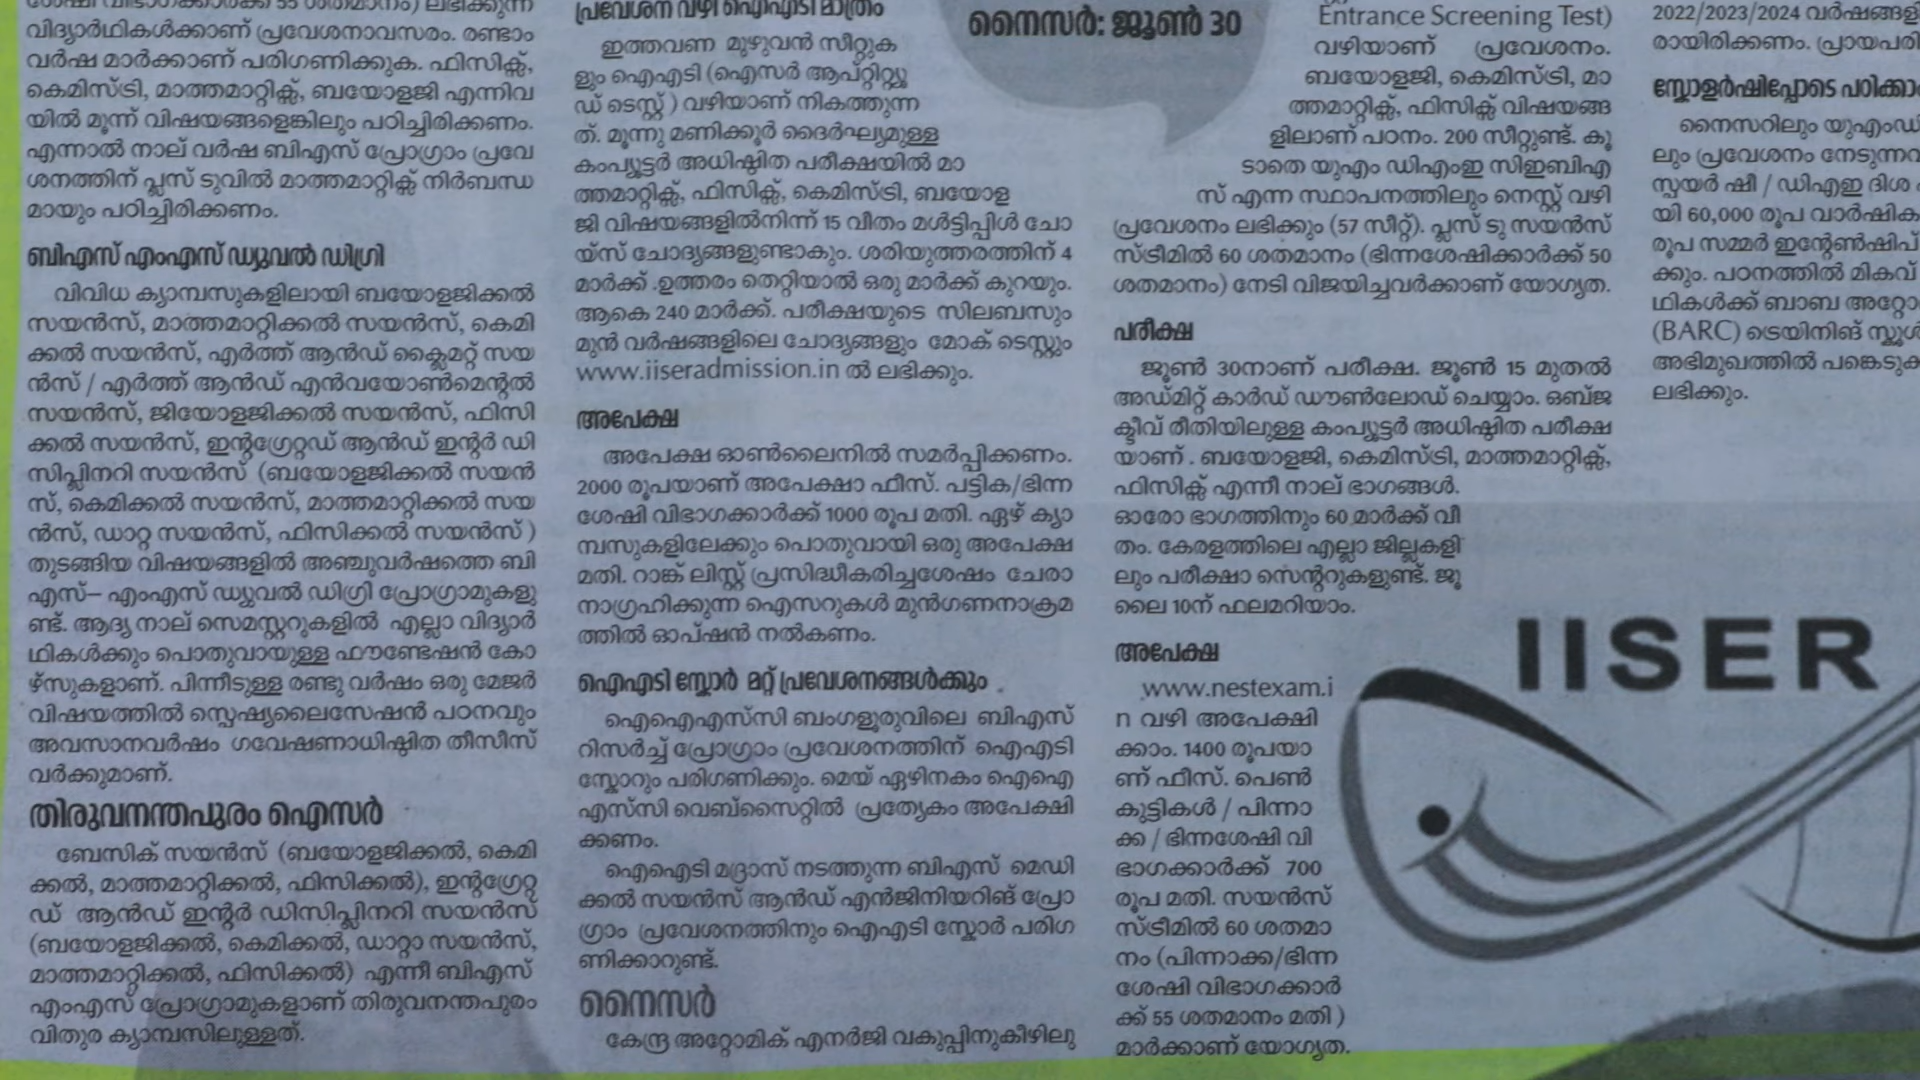 വിദ്യാർഥികൾക്കാണ് പ്രവേശനാവസരം. രണ്ടാം
വർഷ മാർക്കാണ് പരിഗണിക്കുക. ഫിസിക്സ്,
കെമിസ്ട്രി, മാത്തമാറ്റിക്സ്, ബയോളജി എന്നിവ
യിൽ മൂന്ന് വിഷയങ്ങളെങ്കിലും പഠിച്ചിരിക്കണം.
എന്നാൽ നാല് വർഷ ബിഎസ് പ്രോഗ്രാം പ്രവേ
ശനത്തിന് പ്ലസ് ടുവിൽ മാത്തമാറ്റിക്സ് നിർബന്ധ
മായും പഠിച്ചിരിക്കണം.
ബിഎസ് എംഎസ് ഡ്യുവൽ ഡിഗ്രി
വിവിധ ക്യാമ്പസുകളിലായി ബയോളജിക്കൽ
സയൻസ്, മാത്തമാറ്റിക്കൽ സയൻസ്, കെമി
ക്കൽ സയൻസ്, എർത്ത് ആൻഡ് ക്ലൈമറ്റ് സയ
ൻസ് / എർത്ത് ആൻഡ് എൻവയോൺമെന്റൽ
സയൻസ്, ജിയോളജിക്കൽ സയൻസ്, ഫിസി
ക്കൽ സയൻസ്, ഇന്റഗ്രേറ്റഡ് ആൻഡ് ഇന്റർ ഡി
സിപ്ലിനറി സയൻസ് (ബയോളജിക്കൽ സയൻ
സ്, കെമിക്കൽ സയൻസ്, മാത്തമാറ്റിക്കൽ സയ
ൻസ്, ഡാറ്റ സയൻസ്, ഫിസിക്കൽ സയൻസ് )
തുടങ്ങിയ വിഷയങ്ങളിൽ അഞ്ചുവർഷത്തെ ബി
എസ്– എംഎസ് ഡ്യുവൽ ഡിഗ്രി പ്രോഗ്രാമുകളു
ണ്ട്. ആദ്യ നാല് സെമസ്റ്ററുകളിൽ എല്ലാ വിദ്യാർ
ഥികൾക്കും പൊതുവായുള്ള ഫൗണ്ടേഷൻ കോ
ഴ്സുകളാണ്. പിന്നീടുള്ള രണ്ടു വർഷം ഒരു മേജർ
വിഷയത്തിൽ സ്പെഷ്യലൈസേഷൻ പഠനവും
അവസാനവർഷം ഗവേഷണാധിഷ്ഠിത തീസീസ്
വർക്കുമാണ്.
തിരുവനന്തപുരം ഐസർ
ബേസിക് സയൻസ് (ബയോളജിക്കൽ, കെമി
ക്കൽ, മാത്തമാറ്റിക്കൽ, ഫിസിക്കൽ), ഇന്റഗ്രേറ്റ
ഡ് ആൻഡ് ഇന്റർ ഡിസിപ്ലിനറി സയൻസ്
(ബയോളജിക്കൽ, കെമിക്കൽ, ഡാറ്റാ സയൻസ്,
മാത്തമാറ്റിക്കൽ, ഫിസിക്കൽ) എന്നീ ബിഎസ്
എംഎസ് പ്രോഗ്രാമുകളാണ് തിരുവനന്തപുരം
വിതുര ക്യാമ്പസിലുള്ളത്.
പ്രവേശന വഴി ഐഐടി മാത്രം
ഇത്തവണ മുഴുവൻ സീറ്റുക
ളും ഐഎടി (ഐസർ ആപ്റ്റിറ്റ്യൂ
ഡ് ടെസ്റ്റ് ) വഴിയാണ് നികത്തുന്ന
ത്. മൂന്നു മണിക്കൂർ ദൈർഘ്യമുള്ള
കംപ്യൂട്ടർ അധിഷ്ഠിത പരീക്ഷയിൽ മാ
ത്തമാറ്റിക്സ്, ഫിസിക്സ്, കെമിസ്ട്രി, ബയോള
ജി വിഷയങ്ങളിൽനിന്ന് 15 വീതം മൾട്ടിപ്പിൾ ചോ
യ്സ് ചോദ്യങ്ങളുണ്ടാകും. ശരിയുത്തരത്തിന് 4
മാർക്ക് .ഉത്തരം തെറ്റിയാൽ ഒരു മാർക്ക് കുറയും.
ആകെ 240 മാർക്ക്. പരീക്ഷയുടെ സിലബസും
മുൻ വർഷങ്ങളിലെ ചോദ്യങ്ങളും മോക് ടെസ്റ്റും
www.iiseradmission.in ൽ ലഭിക്കും.
അപേക്ഷ
അപേക്ഷ ഓൺലൈനിൽ സമർപ്പിക്കണം.
2000 രൂപയാണ് അപേക്ഷാ ഫീസ്. പട്ടിക/ഭിന്ന
ശേഷി വിഭാഗക്കാർക്ക് 1000 രൂപ മതി. ഏഴ് ക്യാ
മ്പസുകളിലേക്കും പൊതുവായി ഒരു അപേക്ഷ
മതി. റാങ്ക് ലിസ്റ്റ് പ്രസിദ്ധീകരിച്ചശേഷം ചേരാ
നാഗ്രഹിക്കുന്ന ഐസറുകൾ മുൻഗണനാക്രമ
ത്തിൽ ഓപ്ഷൻ നൽകണം.
ഐഎടി സ്കോർ മറ്റ് പ്രവേശനങ്ങൾക്കും
ഐഐഎസ്‌സി ബംഗളൂരുവിലെ ബിഎസ്
റിസർച്ച് പ്രോഗ്രാം പ്രവേശനത്തിന് ഐഎടി
സ്കോറും പരിഗണിക്കും. മെയ് ഏഴിനകം ഐഐ
എസ്‌സി വെബ്സൈറ്റിൽ പ്രത്യേകം അപേക്ഷി
ക്കണം.
ഐഐടി മദ്രാസ് നടത്തുന്ന ബിഎസ് മെഡി
ക്കൽ സയൻസ് ആൻഡ് എൻജിനിയറിങ് പ്രോ
ഗ്രാം പ്രവേശനത്തിനും ഐഎടി സ്കോർ പരിഗ
ണിക്കാറുണ്ട്.
നൈസർ
കേന്ദ്ര അറ്റോമിക് എനർജി വകുപ്പിനുകീഴിലു
നൈസർ: ജൂൺ 30
Entrance Screening Test)
വഴിയാണ് പ്രവേശനം.
ബയോളജി, കെമിസ്ട്രി, മാ
ത്തമാറ്റിക്സ്, ഫിസിക്സ് വിഷയങ്ങ
ളിലാണ് പഠനം. 200 സീറ്റുണ്ട്. കൂ
ടാതെ യുഎം ഡിഎംഇ സിഇബിഎ
സ് എന്ന സ്ഥാപനത്തിലും നെസ്റ്റ് വഴി
പ്രവേശനം ലഭിക്കും (57 സീറ്റ്). പ്ലസ് ടു സയൻസ്
സ്ട്രീമിൽ 60 ശതമാനം (ഭിന്നശേഷിക്കാർക്ക് 50
ശതമാനം) നേടി വിജയിച്ചവർക്കാണ് യോഗ്യത.
പരീക്ഷ
ജൂൺ 30നാണ് പരീക്ഷ. ജൂൺ 15 മുതൽ
അഡ്മിറ്റ് കാർഡ് ഡൗൺലോഡ് ചെയ്യാം. ഒബ്ജ
ക്ടീവ് രീതിയിലുള്ള കംപ്യൂട്ടർ അധിഷ്ഠിത പരീക്ഷ
യാണ് . ബയോളജി, കെമിസ്ട്രി, മാത്തമാറ്റിക്സ്,
ഫിസിക്സ് എന്നീ നാല് ഭാഗങ്ങൾ.
ഓരോ ഭാഗത്തിനും 60 മാർക്ക് വീ
തം. കേരളത്തിലെ എല്ലാ ജില്ലകളി
ലും പരീക്ഷാ സെന്ററുകളുണ്ട്. ജൂ
ലൈ 10ന് ഫലമറിയാം.
അപേക്ഷ
www.nestexam.i
n വഴി അപേക്ഷി
ക്കാം. 1400 രൂപയാ
ണ് ഫീസ്. പെൺ
കുട്ടികൾ / പിന്നാ
ക്ക / ഭിന്നശേഷി വി
ഭാഗക്കാർക്ക് 700
രൂപ മതി. സയൻസ്
സ്ട്രീമിൽ 60 ശതമാ
നം (പിന്നാക്ക/ഭിന്ന
ശേഷി വിഭാഗക്കാർ
ക്ക് 55 ശതമാനം മതി )
മാർക്കാണ് യോഗ്യത.
IISER
2022/2023/2024
രായിരിക്കണം.
സ്കോളർഷിപ്പോടെ പഠിക്കാം
നൈസറിലും
ലും പ്രവേശനം
സ്പയർ ഷീ / ഡിഎഇ ദിശ
യി 60,000 രൂപ വാർഷിക
രൂപ സമ്മർ ഇന്റേൺഷിപ്
ക്കും. പഠനത്തിൽ മികവ്
ഥികൾക്ക് ബാബ അറ്റോ
(BARC) ട്രെയിനിങ് സ്കൂൾ
അഭിമുഖത്തിൽ
ലഭിക്കും.